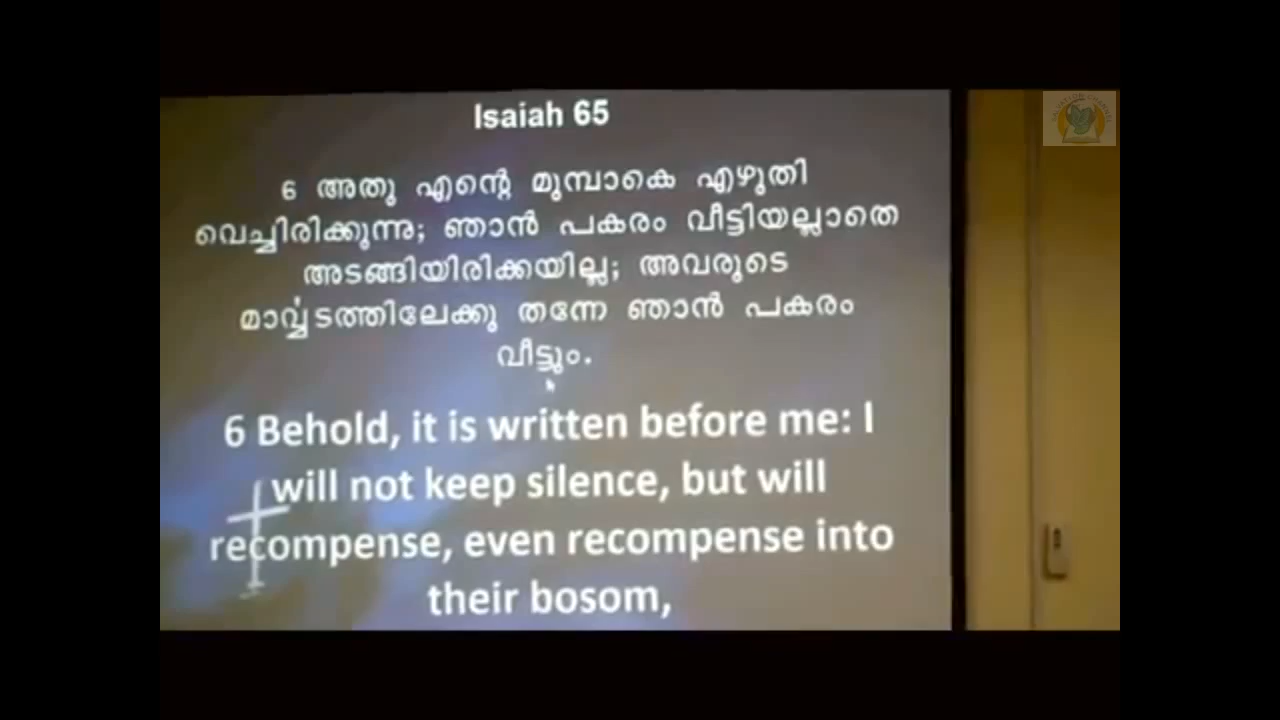 Isaiah 65
6 അതു എന്റെ മുമ്പാകെ എഴുതി
വെച്ചിരിക്കുന്നു; ഞാൻ പകരം വീട്ടിയല്ലാതെ
അടങ്ങിയിരിക്കയില്ല; അവരുടെ
മാർവ്വടത്തിലേക്കു തന്നേ ഞാൻ പകരം
വീട്ടും.
6 Behold, it is written before me: I
will not keep silence, but will
recompense, even recompense into
their bosom,